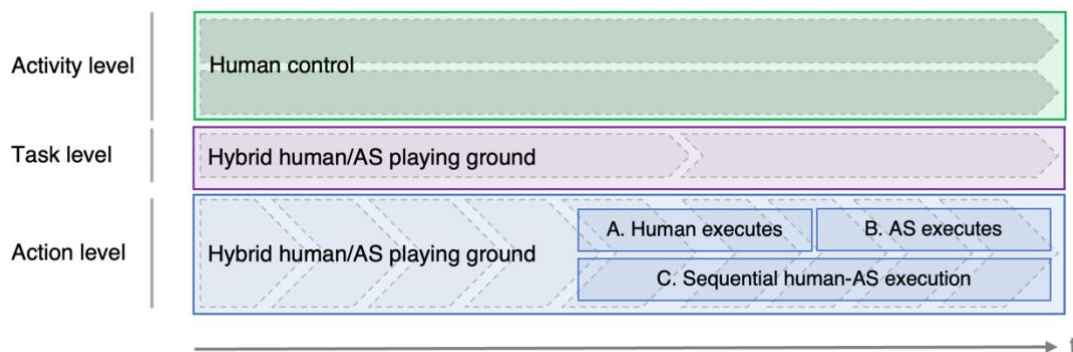 Activity level
Human control
Task level
Hybrid human/AS playing ground
Action level
Hybrid human/AS playing ground
A. Human executes
B. AS executes
C. Sequential human-AS execution
t